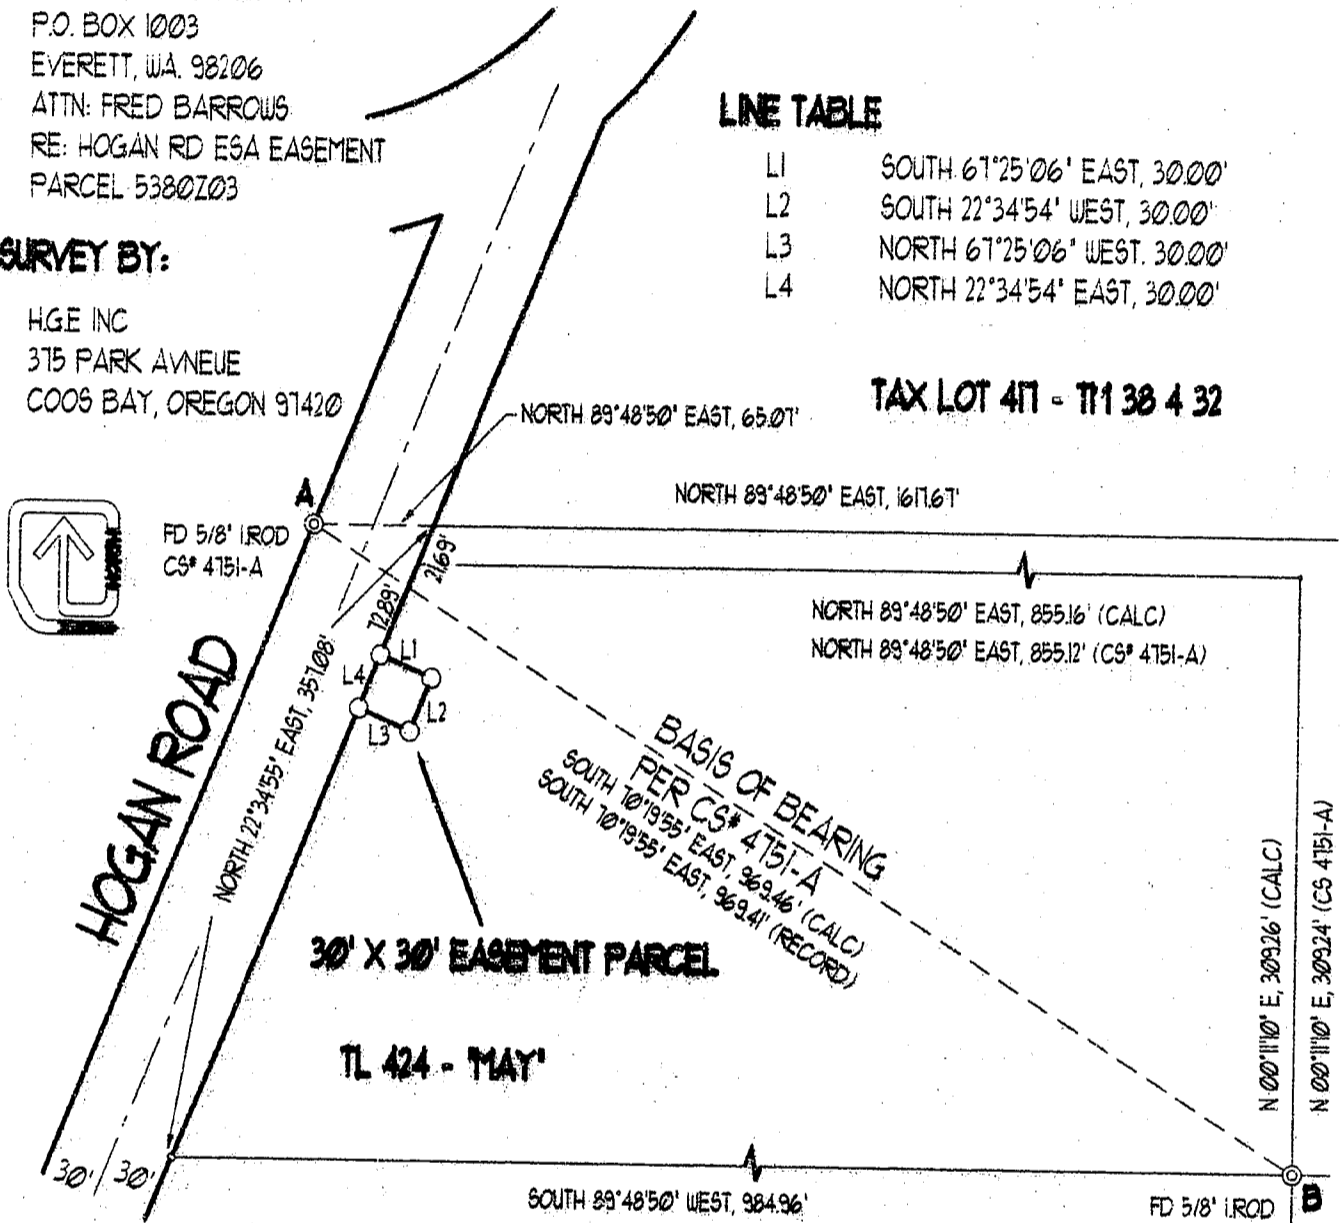 P.O. BOX 1003
EVERETT, WA. 98206
ATTN: FRED BARROWS
RE: HOGAN RD ESA EASEMENT
PARCEL 5380Z03
SURVEY BY:
H.G.E INC
375 PARK AVNEUE
COOS BAY, OREGON 97420
LINE TABLE
L1 SOUTH 67°25'06" EAST, 30.00'
L2 SOUTH 22°34'54" WEST, 30.00'
L3 NORTH 67°25'06" WEST. 30.00'
L4 NORTH 22°34'54" EAST, 30.00'
TAX LOT 417 - T71 38 4 32
NORTH 89°48'50" EAST, 65.07'
NORTH 89°48'50" EAST, 1617.67'
A
FD 5/8" I.ROD
CS# 4751-A
NORTH
21.69'
72.89'
NORTH 89°48'50" EAST, 855.16' (CALC)
NORTH 89°48'50" EAST, 855.12' (CS# 4751-A)
L1
L4
L2
L3
HOGAN ROAD
NORTH 22°34'55" EAST, 357.08'
BASIS OF BEARING
PER CS# 4751-A
SOUTH 70°19'55" EAST, 969.46' (CALC)
SOUTH 70°19'55" EAST, 969.41' (RECORD)
N 00°11'10" E, 309.26' (CALC)
N 00°11'10" E, 309.24' (CS 4751-A)
30' X 30' EASEMENT PARCEL
TL 424 - "MAY"
30' 30'
SOUTH 89°48'50" WEST, 984.96'
FD 5/8" I.ROD
B